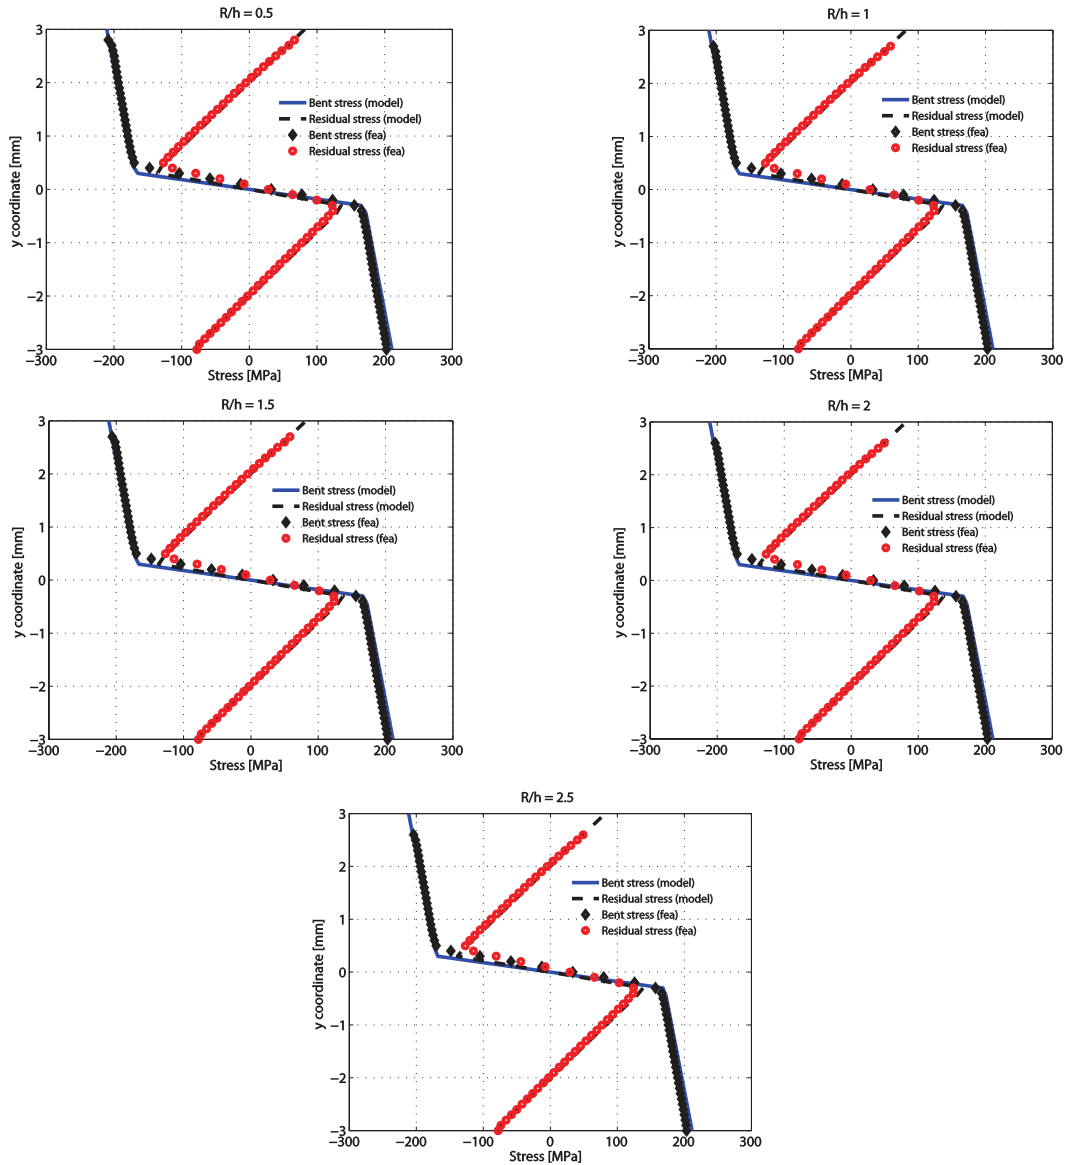 R/h = 0.5
3
2
1
0
−1
−2
−3
y coordinate [mm]
Bent stress (model)
Residual stress (model)
Bent stress (fea)
Residual stress (fea)
−300 −200 −100 0 100 200 300
Stress [MPa]
R/h = 1
3
2
1
0
−1
−2
−3
y coordinate [mm]
Bent stress (model)
Residual stress (model)
Bent stress (fea)
Residual stress (fea)
−300 −200 −100 0 100 200 300
Stress [MPa]
R/h = 1.5
3
2
1
0
−1
−2
−3
y coordinate [mm]
Bent stress (model)
Residual stress (model)
Bent stress (fea)
Residual stress (fea)
−300 −200 −100 0 100 200 300
Stress [MPa]
R/h = 2
3
2
1
0
−1
−2
−3
y coordinate [mm]
Bent stress (model)
Residual stress (model)
Bent stress (fea)
Residual stress (fea)
−300 −200 −100 0 100 200 300
Stress [MPa]
R/h = 2.5
3
2
1
0
−1
−2
−3
y coordinate [mm]
Bent stress (model)
Residual stress (model)
Bent stress (fea)
Residual stress (fea)
−300 −200 −100 0 100 200 300
Stress [MPa]